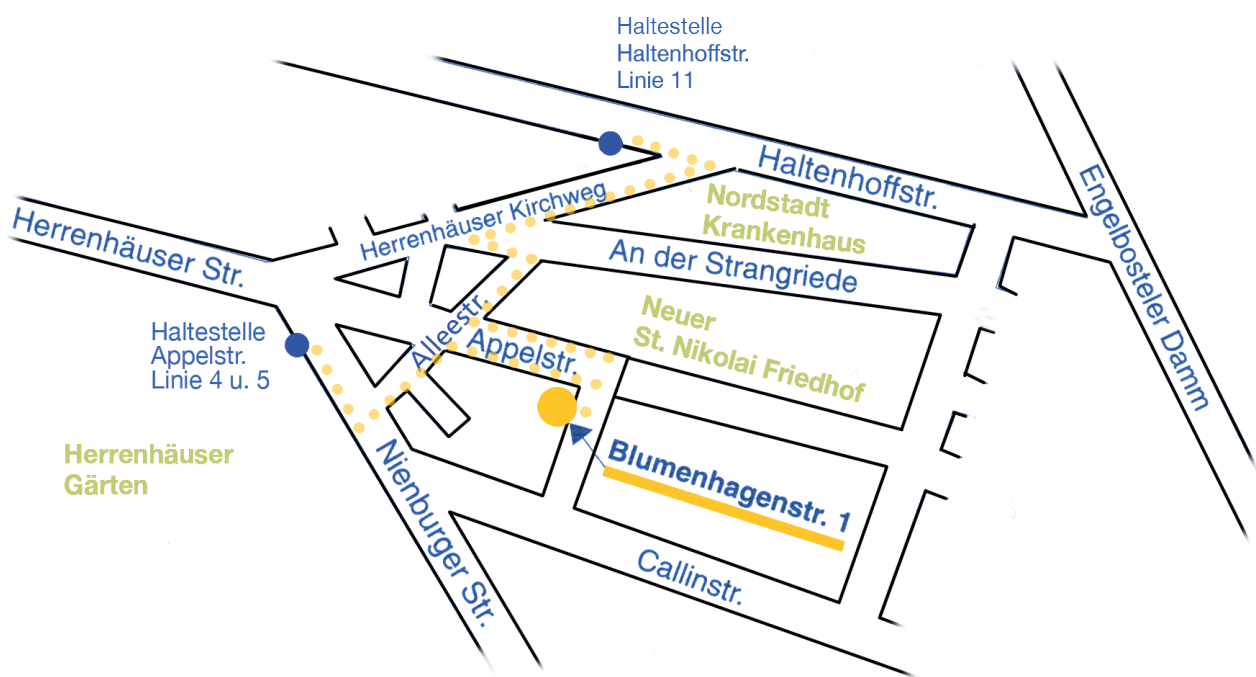 Haltestelle
Haltenhoffstr.
Linie 11
Haltenhoffstr.
Engelbosteler Damm
Nordstadt
Krankenhaus
Herrenhäuser Kirchweg
Herrenhäuser Str.
An der Strangriede
Neuer
St. Nikolai Friedhof
Alleestr.
Appelstr.
Haltestelle
Appelstr.
Linie 4 u. 5
Herrenhäuser
Gärten
Nienburger Str.
Blumenhagenstr. 1
Callinstr.